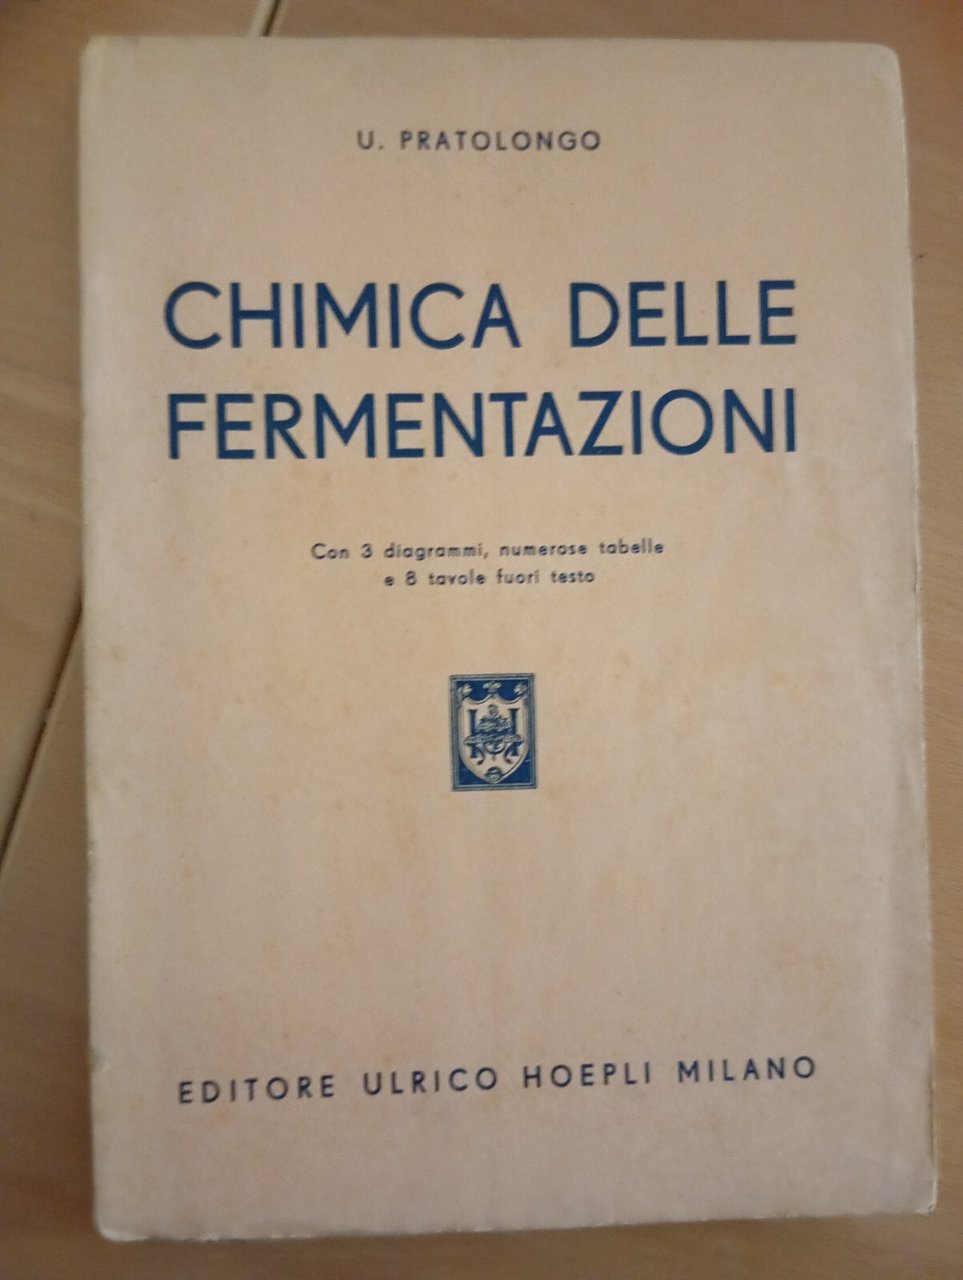 U. PRATOLONGO
CHIMICA DELLE
FERMENTAZIONI
Con 3 diagrammi, numerose tabelle
e 8 tavole fuori testo
EDITORE ULRICO HOEPLI MILANO